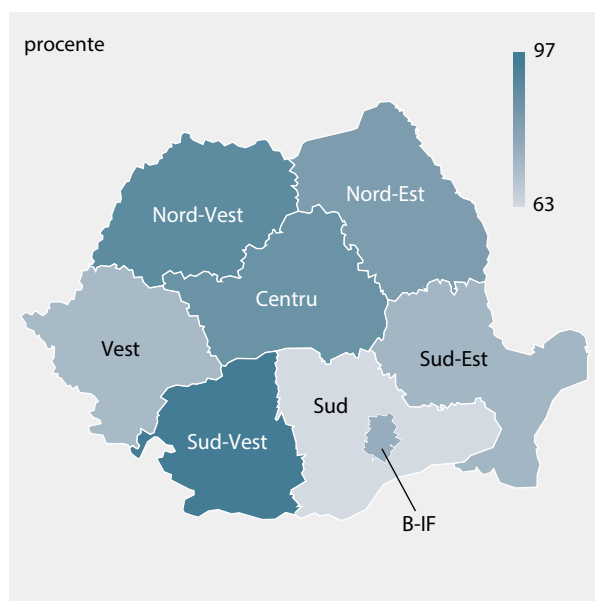 procente
97
63
Nord-Est
Nord-Vest
Centru
Vest
Sud-Est
Sud
Sud-Vest
B-IF